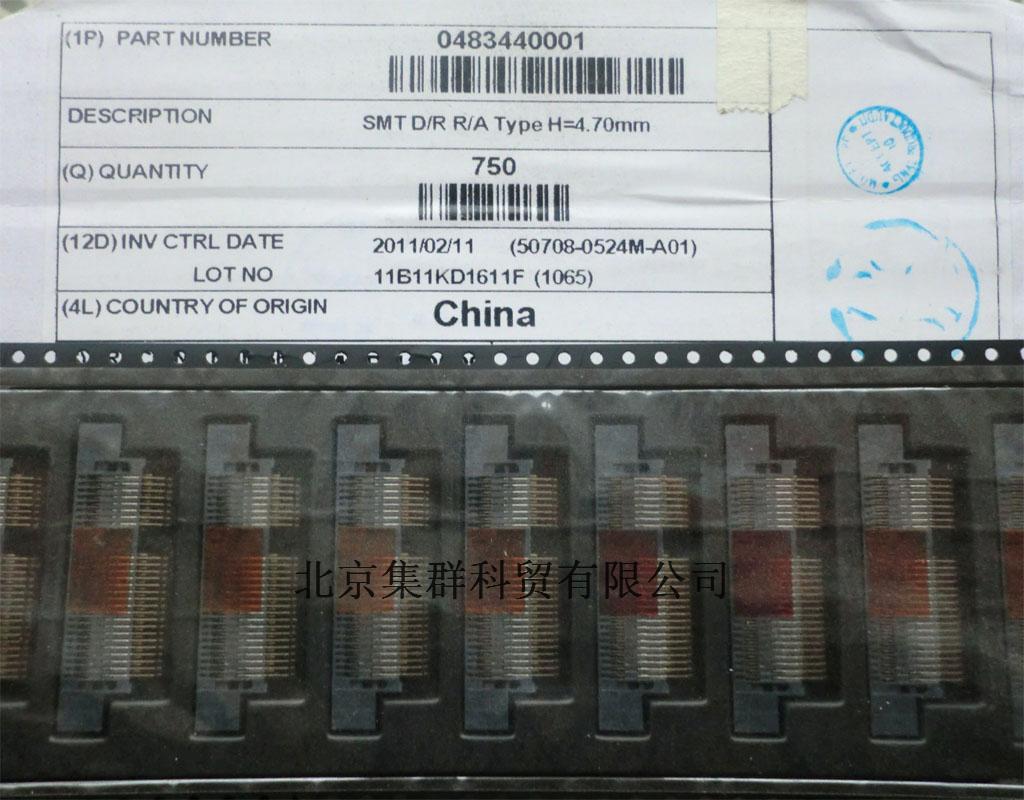 (1P) PART NUMBER 0483440001
DESCRIPTION SMT D/R R/A Type H=4.70mm
(Q) QUANTITY 750
(12D) INV CTRL DATE 2011/02/11 (50708-0524M-A01)
LOT NO 11B11KD1611F (1065)
(4L) COUNTRY OF ORIGIN China
北京集群科贸有限公司